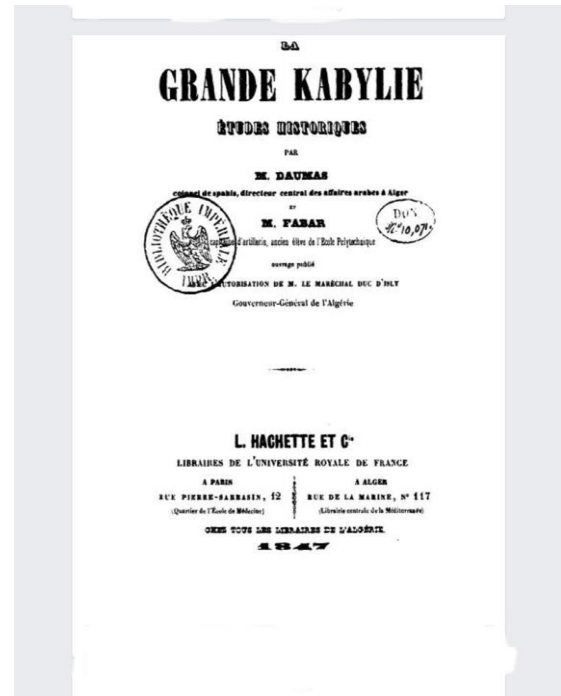 LA
GRANDE KABYLIE
ÉTUDES HISTORIQUES
PAR
M. DAUMAS
colonel de spahis, directeur central des affaires arabes à Alger
ET
M. FABAR
capitaine d'artillerie, ancien élève de l'École Polytechnique
BIBLIOTHÈQUE IMPÉRIALE
IMPR.
DON
ouvrage publié
AVEC L'AUTORISATION DE M. LE MARÉCHAL DUC D'ISLY
Gouverneur-Général de l'Algérie
L. HACHETTE ET Cie
LIBRAIRES DE L'UNIVERSITÉ ROYALE DE FRANCE
A PARIS
RUE PIERRE-SARRASIN, 12
(Quartier de l'École de Médecine)
A ALGER
RUE DE LA MARINE, N° 117
(Librairie centrale de la Méditerranée)
CHEZ TOUS LES LIBRAIRES DE L'ALGÉRIE.
1847